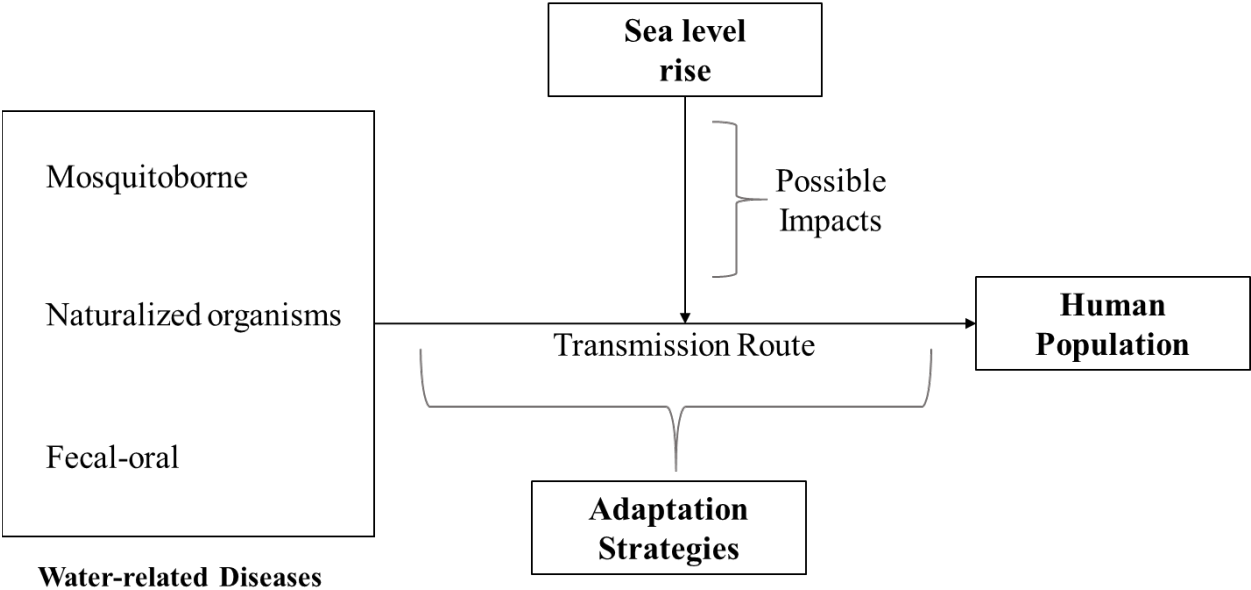 Sea level
rise
Mosquitoborne
Possible
Impacts
Naturalized organisms
Human
Population
Transmission Route
Fecal-oral
Adaptation
Strategies
Water-related Diseases